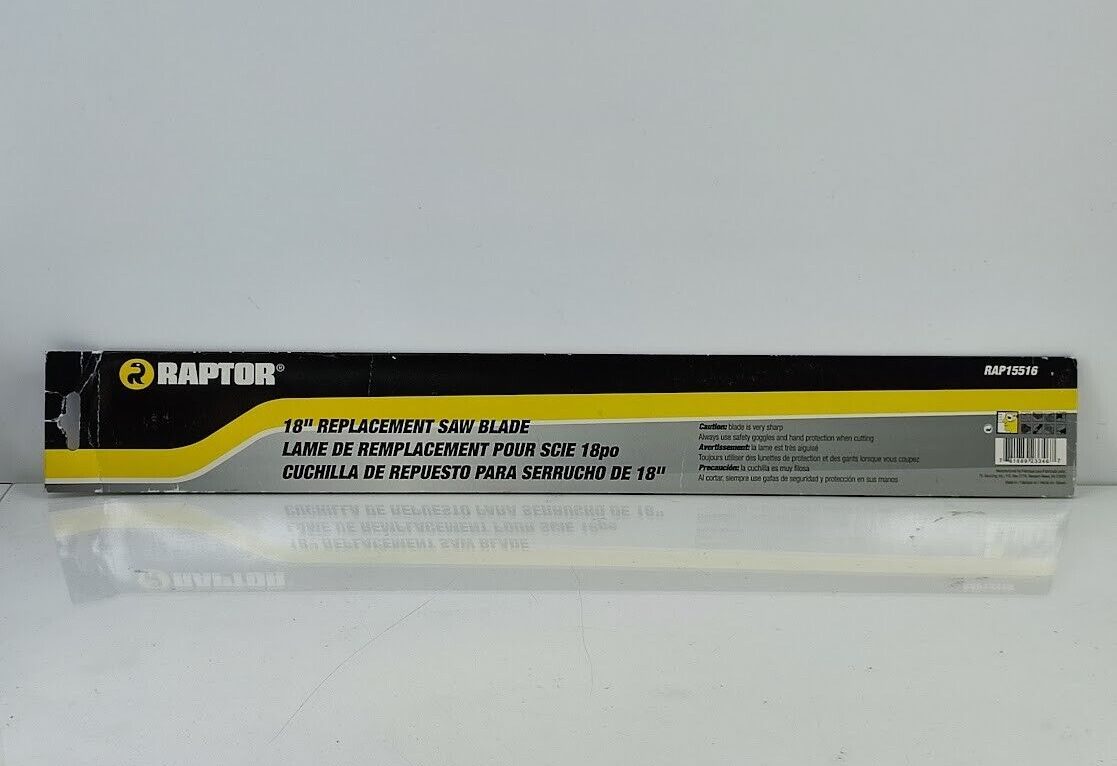 RAPTOR®
RAP15516
18" REPLACEMENT SAW BLADE
LAME DE REMPLACEMENT POUR SCIE 18po
CUCHILLA DE REPUESTO PARA SERRUCHO DE 18"
Caution: blade is very sharp
Always use safety goggles and hand protection when cutting
Avertissement: la lame est très aiguisé
Toujours utiliser des lunettes de protection et des gants lorsque vous coupez
Precaución: la cuchilla es muy filosa
Al cortar, siempre use gafas de seguridad y protección en sus manos